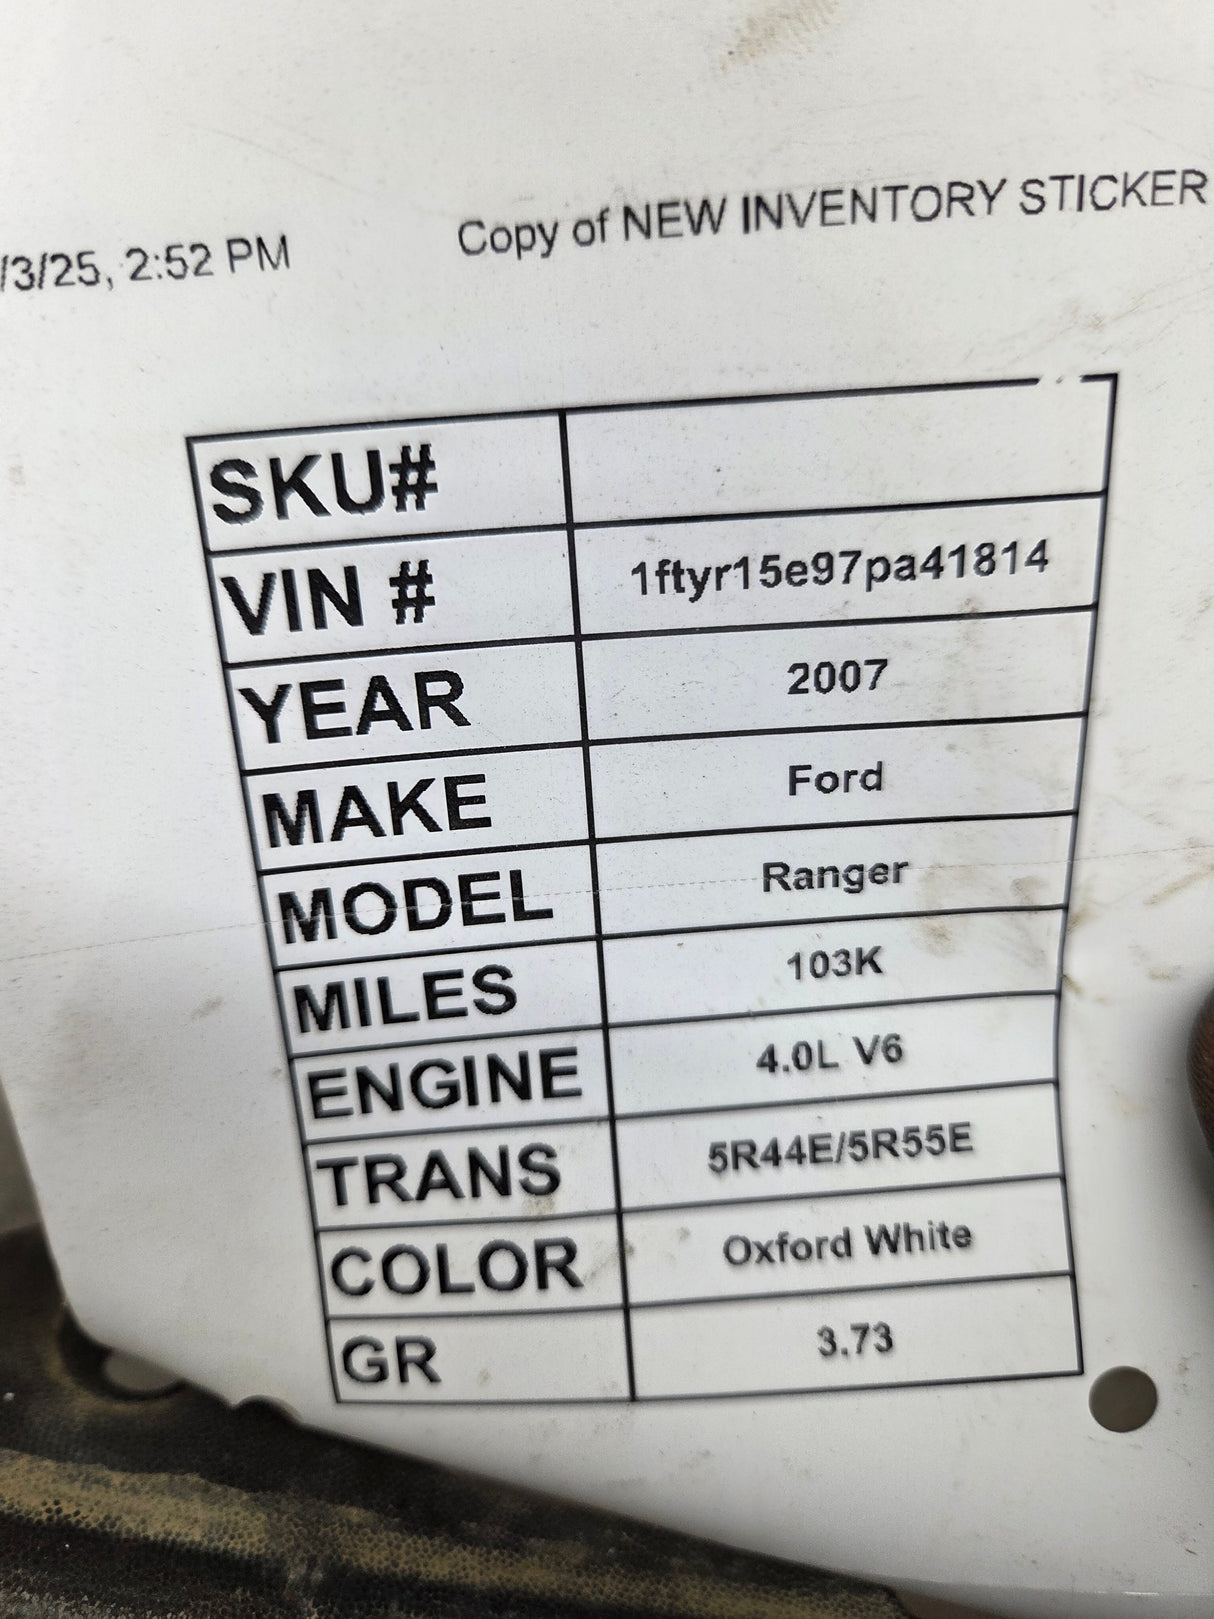 /3/25, 2:52 PM Copy of NEW INVENTORY STICKER
SKU#
VIN # 1ftyr15e97pa41814
YEAR 2007
MAKE Ford
MODEL Ranger
MILES 103K
ENGINE 4.0L V6
TRANS 5R44E/5R55E
COLOR Oxford White
GR 3.73